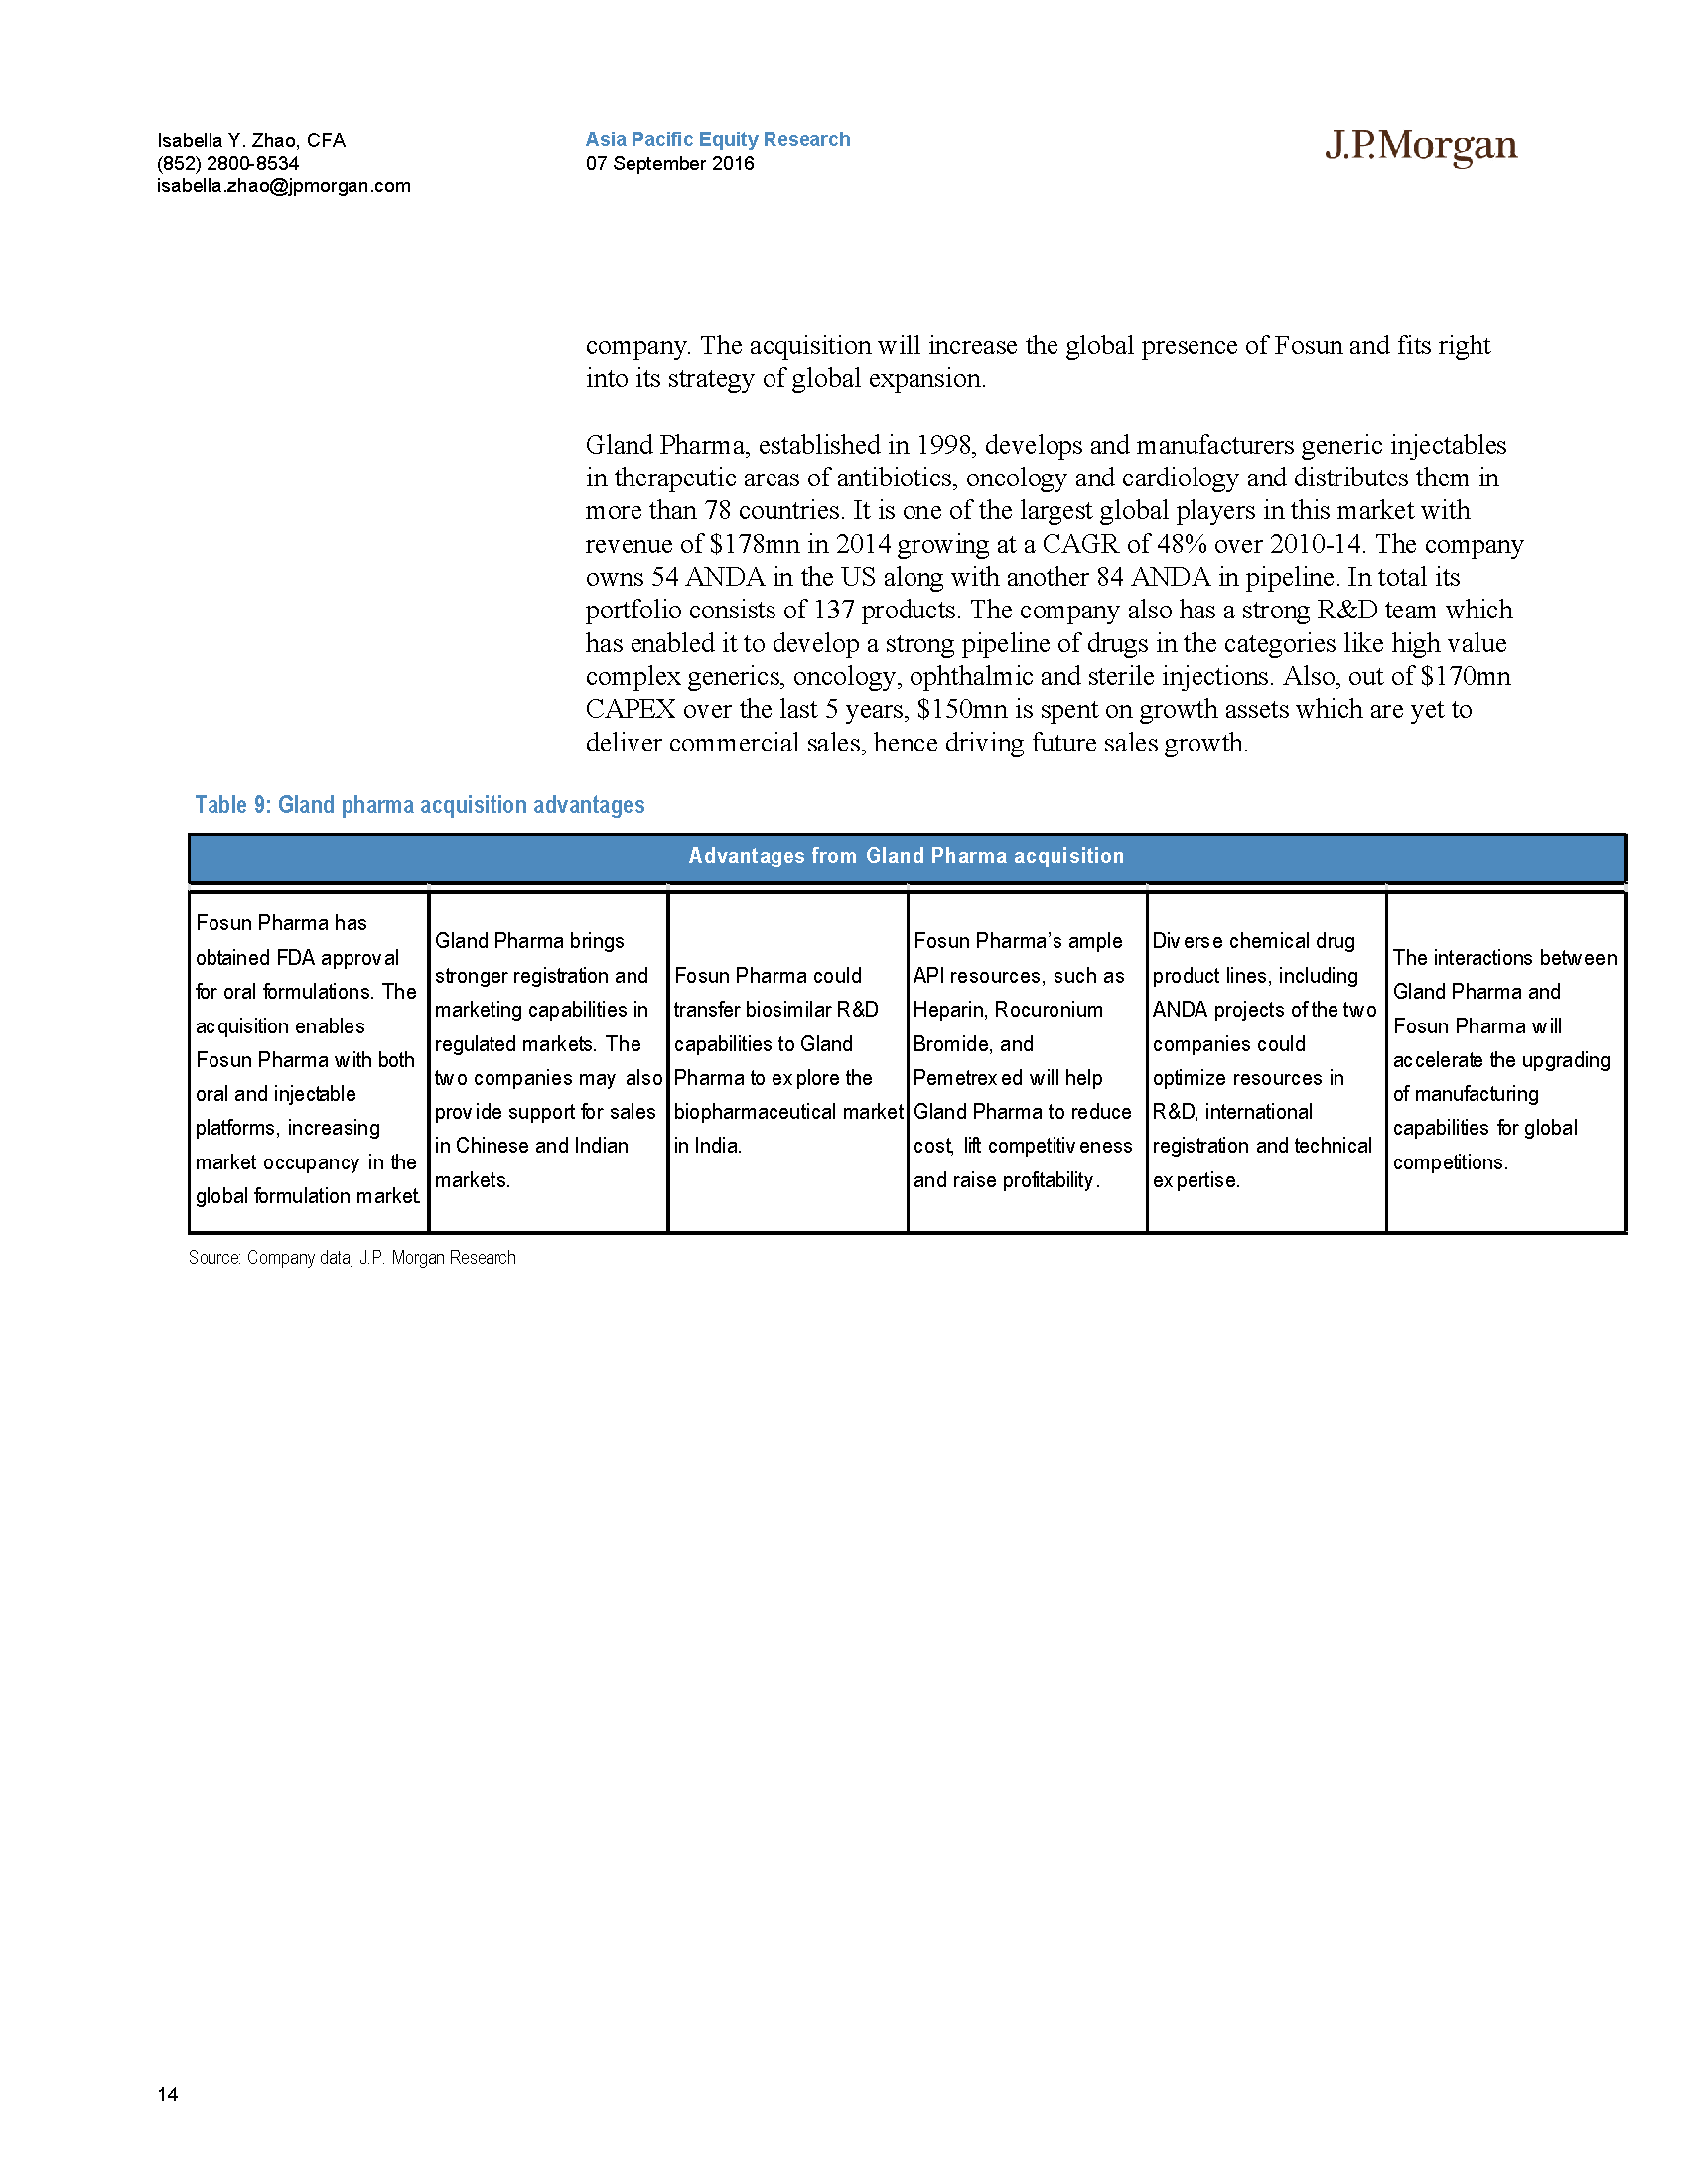 Isabella Y. Zhao, CFA
(852) 2800-8534
isabella.zhao@jpmorgan.com
Asia Pacific Equity Research
07 September 2016
J.P.Morgan
company. The acquisition will increase the global presence of Fosun and fits right
into its strategy of global expansion.
Gland Pharma, established in 1998, develops and manufacturers generic injectables
in therapeutic areas of antibiotics, oncology and cardiology and distributes them in
more than 78 countries. It is one of the largest global players in this market with
revenue of $178mn in 2014 growing at a CAGR of 48% over 2010-14. The company
owns 54 ANDA in the US along with another 84 ANDA in pipeline. In total its
portfolio consists of 137 products. The company also has a strong R&D team which
has enabled it to develop a strong pipeline of drugs in the categories like high value
complex generics, oncology, ophthalmic and sterile injections. Also, out of $170mn
CAPEX over the last 5 years, $150mn is spent on growth assets which are yet to
deliver commercial sales, hence driving future sales growth.
Table 9: Gland pharma acquisition advantages
Advantages from Gland Pharma acquisition
Fosun Pharma has
obtained FDA approval
for oral formulations. The
acquisition enables
Fosun Pharma with both
oral and injectable
platforms, increasing
market occupancy in the
global formulation market.
Gland Pharma brings
stronger registration and
marketing capabilities in
regulated markets. The
two companies may also
provide support for sales
in Chinese and Indian
markets.
Fosun Pharma could
transfer biosimilar R&D
capabilities to Gland
Pharma to explore the
biopharmaceutical market
in India.
Fosun Pharma's ample
API resources, such as
Heparin, Rocuronium
Bromide, and
Pemetrexed will help
Gland Pharma to reduce
cost, lift competitiveness
and raise profitability.
Diverse chemical drug
product lines, including
ANDA projects of the two
companies could
optimize resources in
R&D, international
registration and technical
expertise.
The interactions between
Gland Pharma and
Fosun Pharma will
accelerate the upgrading
of manufacturing
capabilities for global
competitions.
Source: Company data, J.P. Morgan Research
14